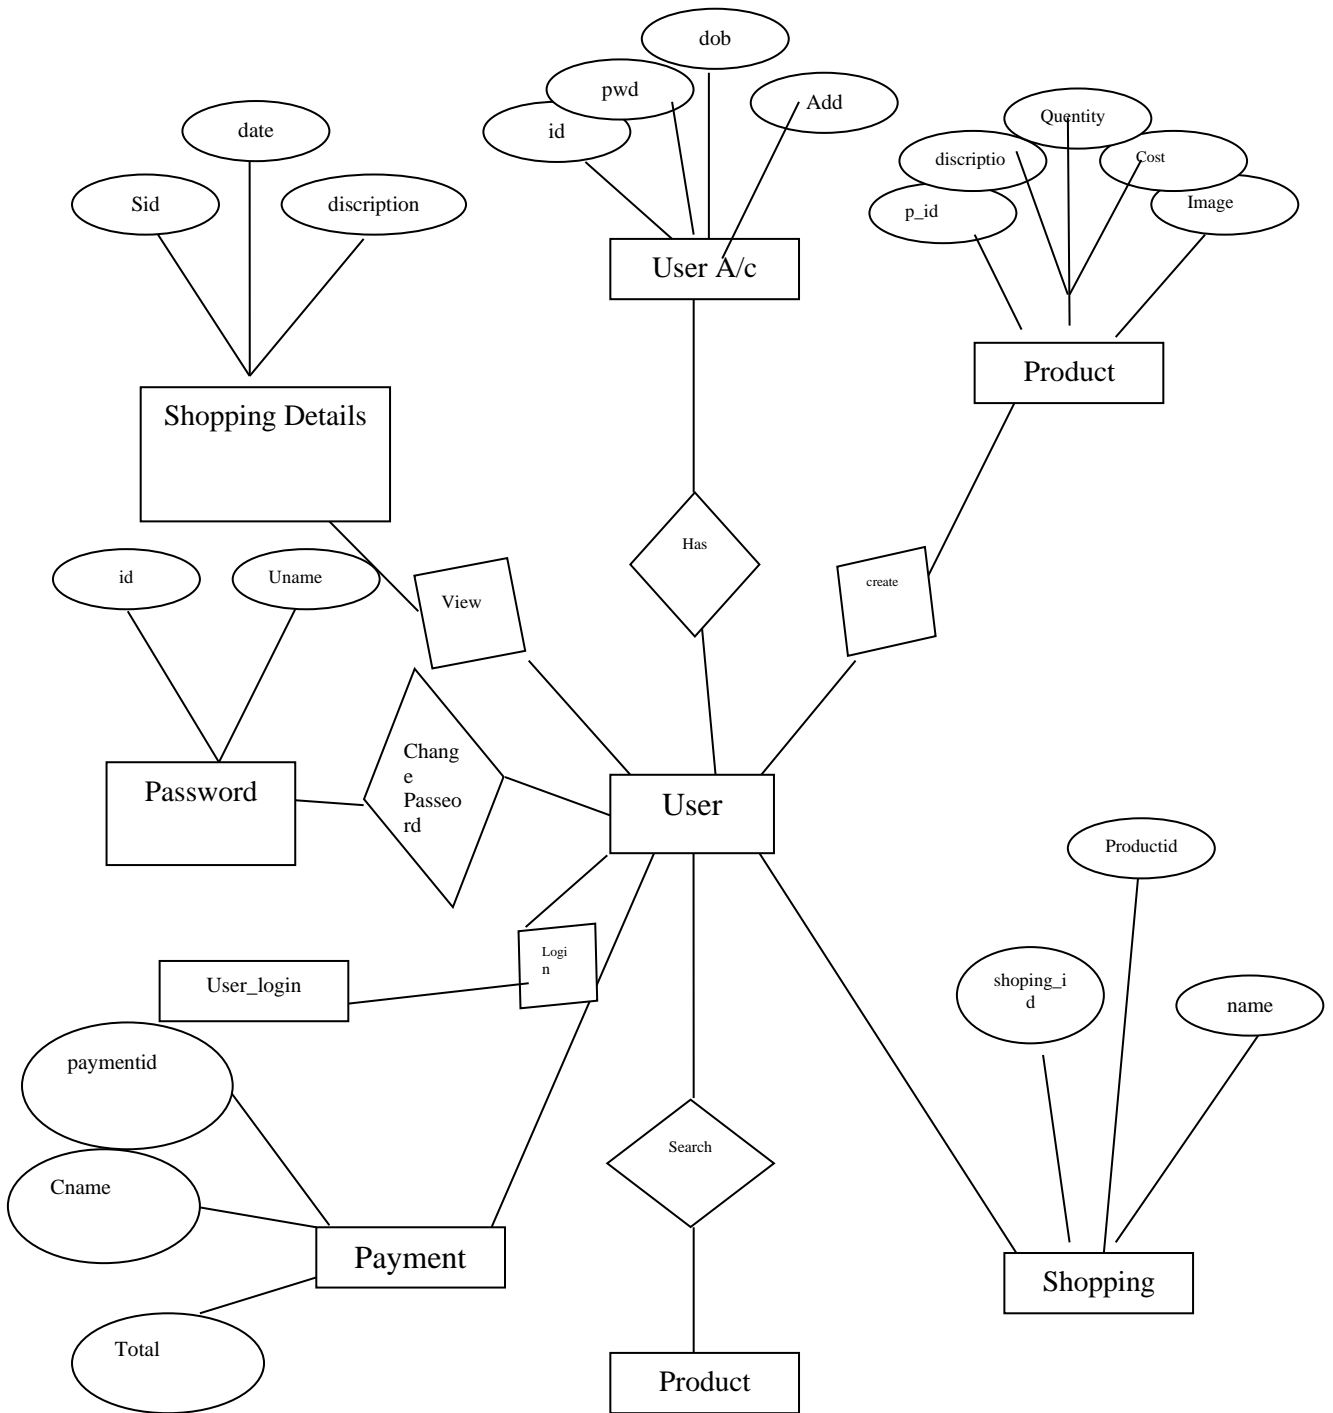 dob
pwd
Add
id
date
Quentity
discriptio
Cost
Sid
discription
p_id
Image
User A/c
Product
Shopping Details
Has
id
Uname
View
create
Chang
e
Passeo
rd
Password
User
Productid
Logi
n
User_login
shoping_i
d
name
paymentid
Search
Cname
Payment
Shopping
Total
Product